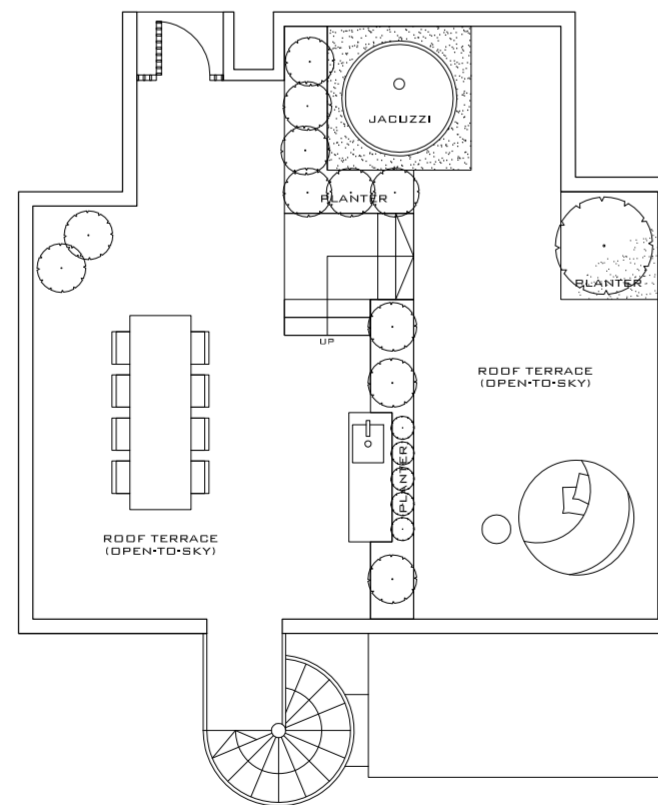 JACUZZI
PLANTER
PLANTER
UP
ROOF TERRACE
(OPEN-TO-SKY)
PLANTER
ROOF TERRACE
(OPEN-TO-SKY)